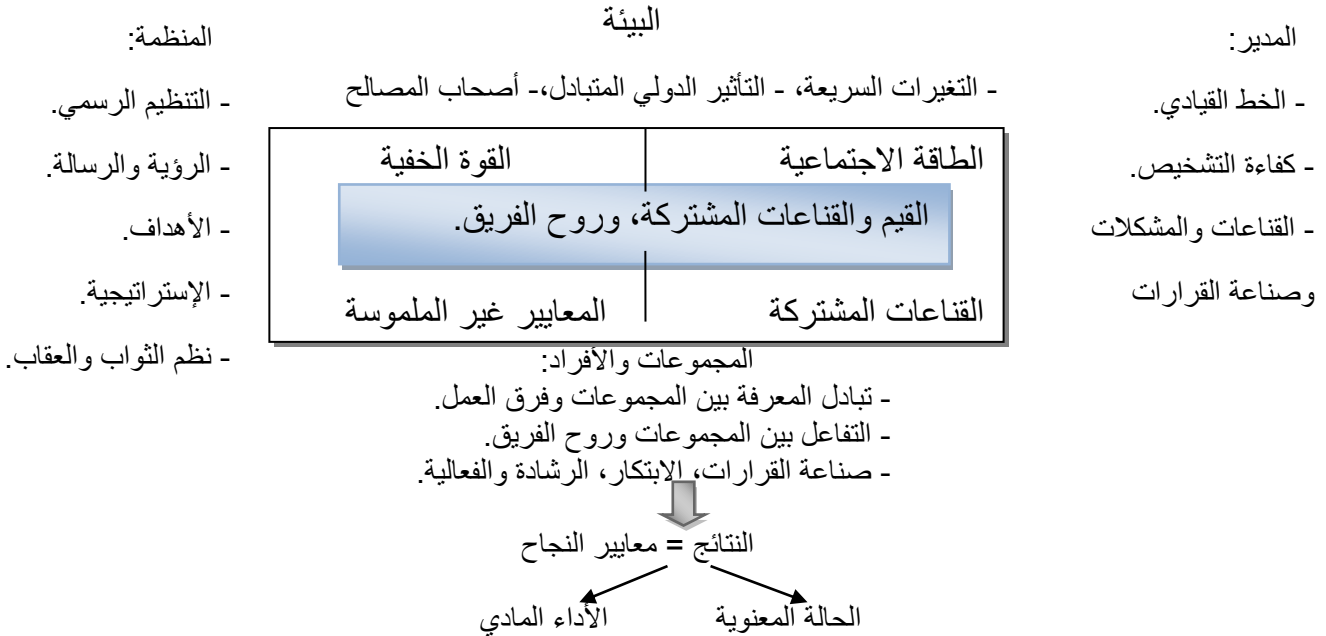 البيئة
- التغيرات السريعة، - التأثير الدولي المتبادل،- أصحاب المصالح
المدير:
- الخط القيادي.
- كفاءة التشخيص.
- القناعات والمشكلات
وصناعة القرارات
الطاقة الاجتماعية
القوة الخفية
القيم والقناعات المشتركة، وروح الفريق.
القناعات المشتركة
المعايير غير الملموسة
المنظمة:
- التنظيم الرسمي.
- الرؤية والرسالة.
- الأهداف.
- الإستراتيجية.
- نظم الثواب والعقاب.
المجموعات والأفراد:
- تبادل المعرفة بين المجموعات وفرق العمل.
- التفاعل بين المجموعات وروح الفريق.
- صناعة القرارات، الابتكار، الرشادة والفعالية.
النتائج = معايير النجاح
الحالة المعنوية
الأداء المادي